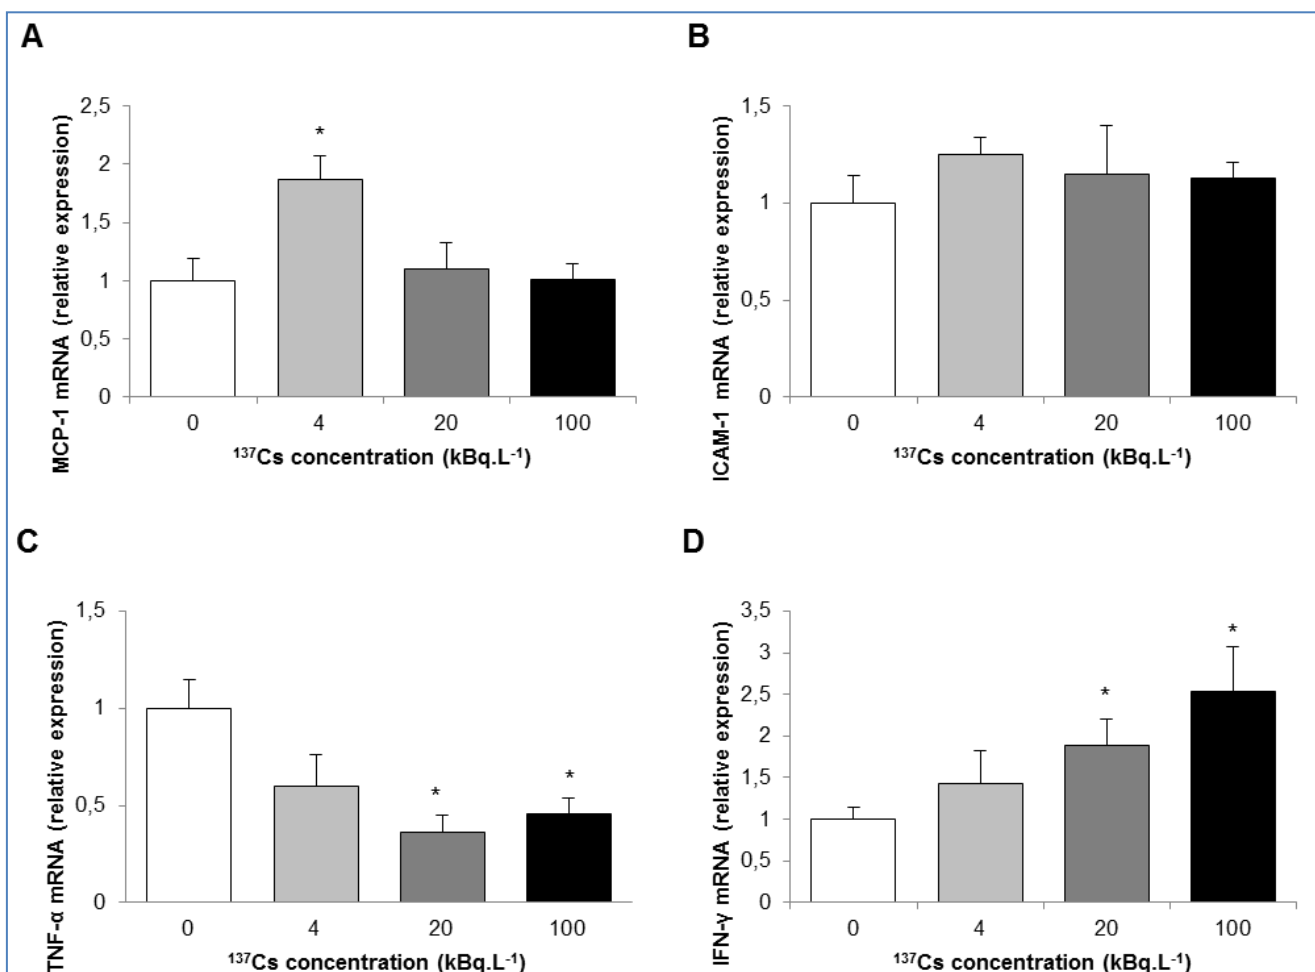 A
MCP-1 mRNA (relative expression)
2,5
2
1,5
1
0,5
0
*
0 4 20 100
¹³⁷Cs concentration (kBq.L⁻¹)
B
ICAM-1 mRNA (relative expression)
1,5
1
0,5
0
0 4 20 100
¹³⁷Cs concentration (kBq.L⁻¹)
C
TNF-α mRNA (relative expression)
1,5
1
0,5
0
* *
0 4 20 100
¹³⁷Cs concentration (kBq.L⁻¹)
D
IFN-γ mRNA (relative expression)
3,5
3
2,5
2
1,5
1
0,5
0
* *
0 4 20 100
¹³⁷Cs concentration (kBq.L⁻¹)